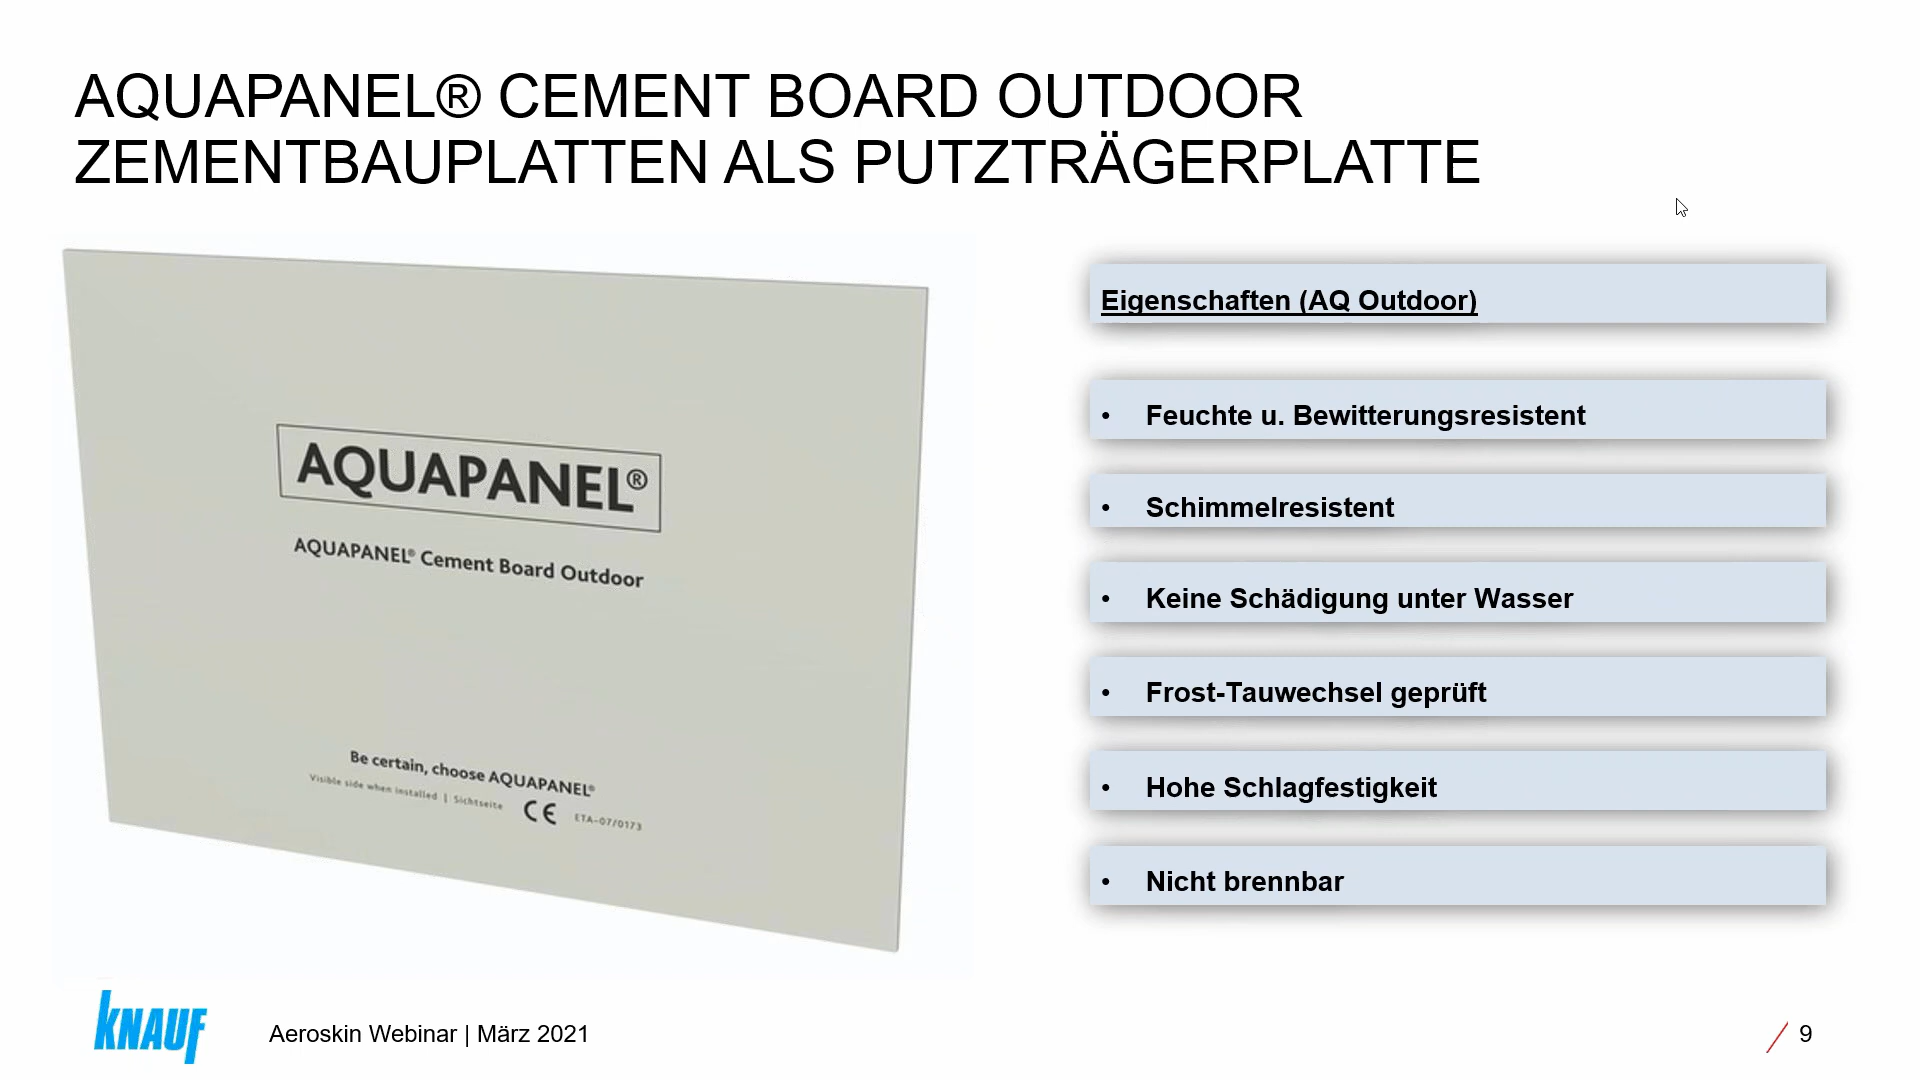 AQUAPANEL® CEMENT BOARD OUTDOOR
ZEMENTBAUPLATTEN ALS PUTZTRÄGERPLATTE
AQUAPANEL®
AQUAPANEL® Cement Board Outdoor
Be certain, choose AQUAPANEL®
Visible side when installed | Sichtseite
CE ETA-07/0173
Eigenschaften (AQ Outdoor)
• Feuchte u. Bewitterungsresistent
• Schimmelresistent
• Keine Schädigung unter Wasser
• Frost-Tauwechsel geprüft
• Hohe Schlagfestigkeit
• Nicht brennbar
KNAUF
Aeroskin Webinar | März 2021
9